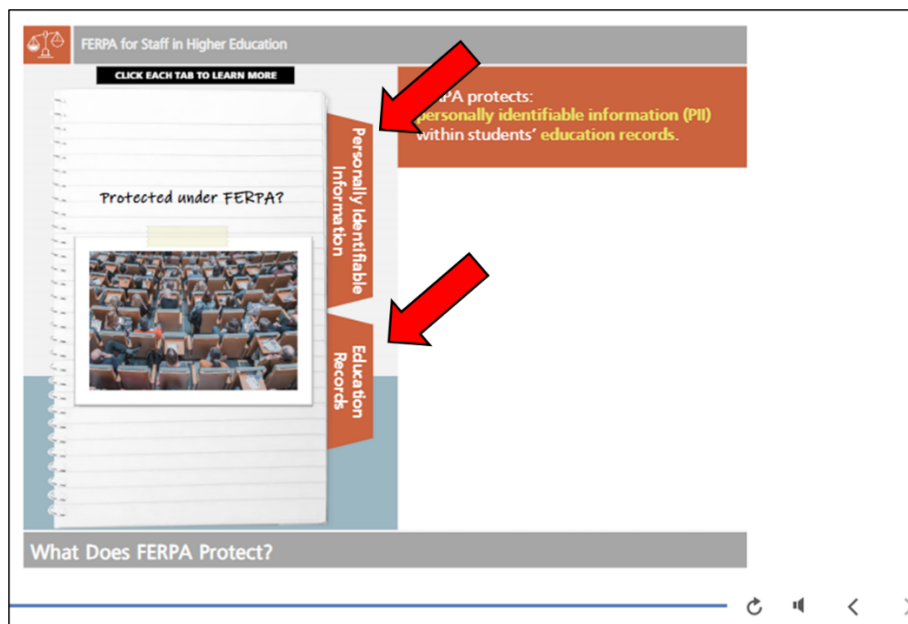 FERPA for Staff in Higher Education
CLICK EACH TAB TO LEARN MORE
Protected under FERPA?
Personally Identifiable
Information
Education
Records
protects:
personally identifiable information (PII)
within students' education records.
What Does FERPA Protect?